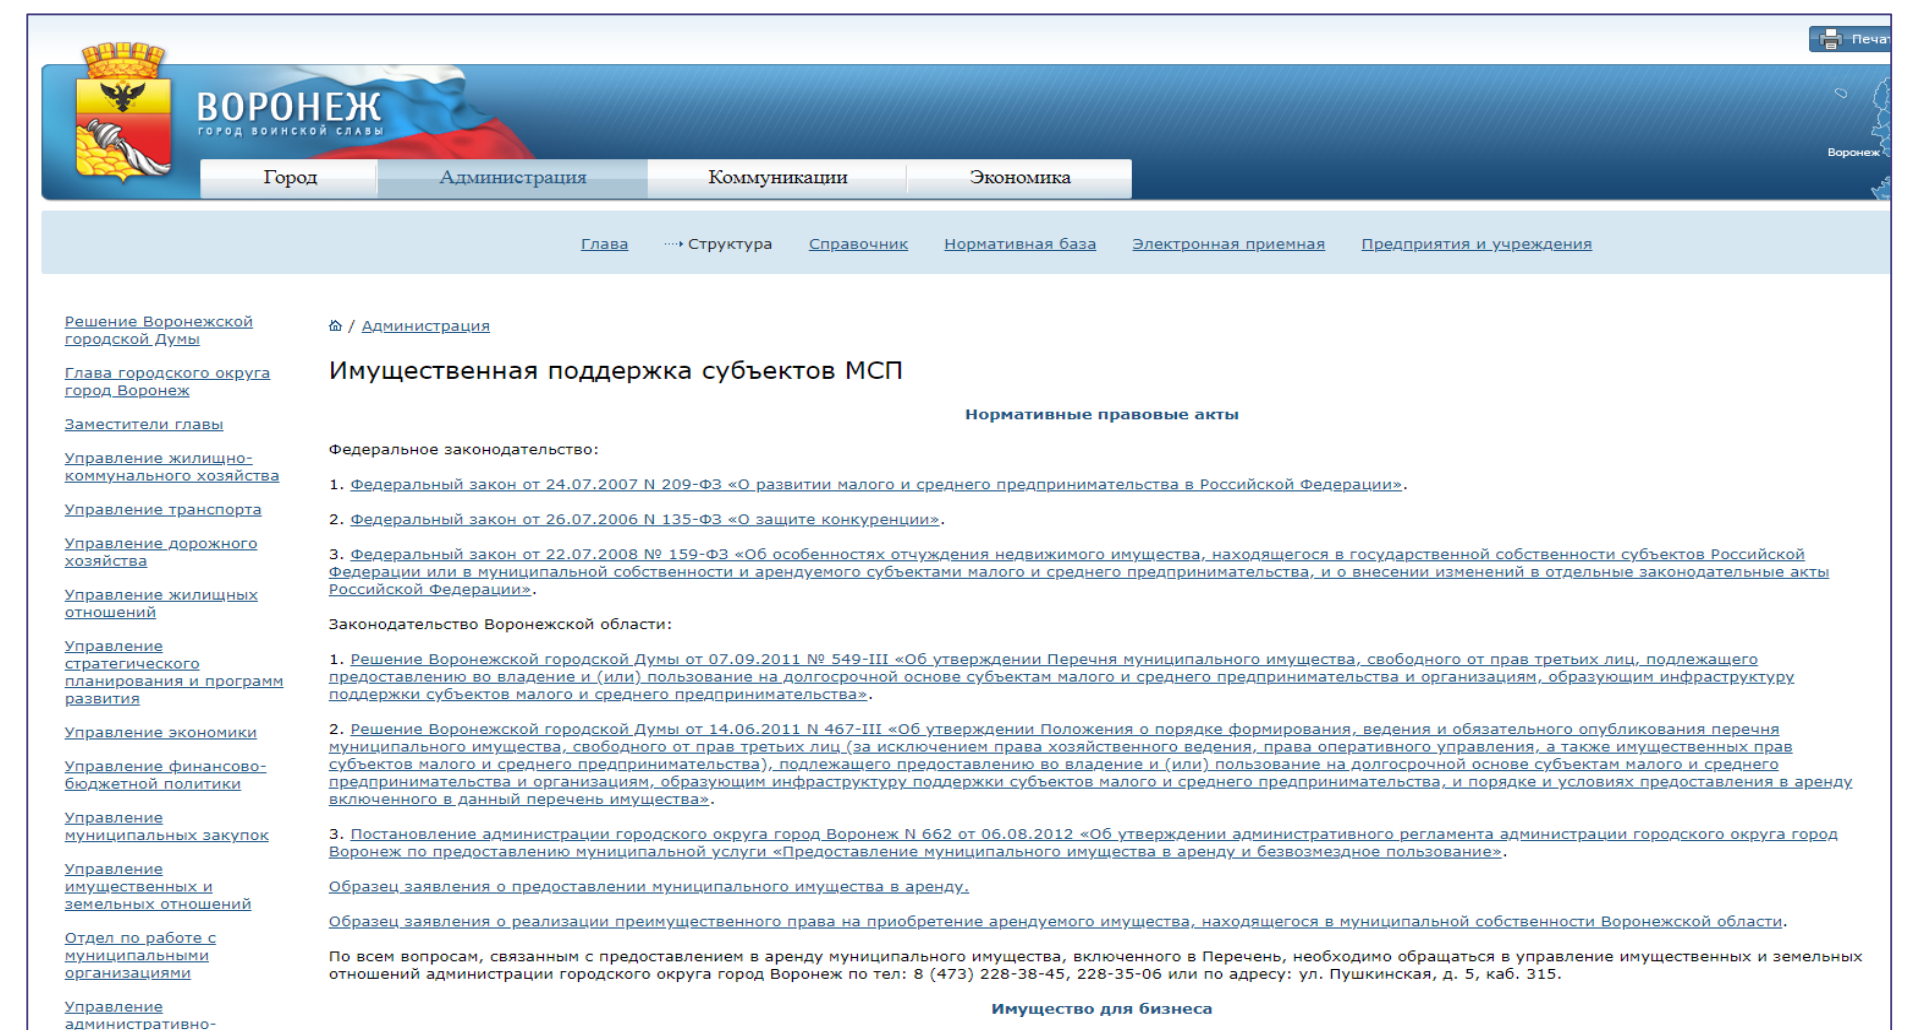 Печат
ВОРОНЕЖ
ГОРОД ВОИНСКОЙ СЛАВЫ
Воронеж
Город Администрация Коммуникации Экономика
Глава Структура Справочник Нормативная база Электронная приемная Предприятия и учреждения
Решение Воронежской
городской Думы
Глава городского округа
город Воронеж
Заместители главы
Управление жилищно-
коммунального хозяйства
Управление транспорта
Управление дорожного
хозяйства
Управление жилищных
отношений
Управление
стратегического
планирования и программ
развития
Управление экономики
Управление финансово-
бюджетной политики
Управление
муниципальных закупок
Управление
имущественных и
земельных отношений
Отдел по работе с
муниципальными
организациями
Управление
административно-
/ Администрация
Имущественная поддержка субъектов МСП
Нормативные правовые акты
Федеральное законодательство:
1. Федеральный закон от 24.07.2007 N 209-ФЗ «О развитии малого и среднего предпринимательства в Российской Федерации».
2. Федеральный закон от 26.07.2006 N 135-ФЗ «О защите конкуренции».
3. Федеральный закон от 22.07.2008 № 159-ФЗ «Об особенностях отчуждения недвижимого имущества, находящегося в государственной собственности субъектов Российской
Федерации или в муниципальной собственности и арендуемого субъектами малого и среднего предпринимательства, и о внесении изменений в отдельные законодательные акты
Российской Федерации».
Законодательство Воронежской области:
1. Решение Воронежской городской Думы от 07.09.2011 № 549-III «Об утверждении Перечня муниципального имущества, свободного от прав третьих лиц, подлежащего
предоставлению во владение и (или) пользование на долгосрочной основе субъектам малого и среднего предпринимательства и организациям, образующим инфраструктуру
поддержки субъектов малого и среднего предпринимательства».
2. Решение Воронежской городской Думы от 14.06.2011 N 467-III «Об утверждении Положения о порядке формирования, ведения и обязательного опубликования перечня
муниципального имущества, свободного от прав третьих лиц (за исключением права хозяйственного ведения, права оперативного управления, а также имущественных прав
субъектов малого и среднего предпринимательства), подлежащего предоставлению во владение и (или) пользование на долгосрочной основе субъектам малого и среднего
предпринимательства и организациям, образующим инфраструктуру поддержки субъектов малого и среднего предпринимательства, и порядке и условиях предоставления в аренду
включенного в данный перечень имущества».
3. Постановление администрации городского округа город Воронеж N 662 от 06.08.2012 «Об утверждении административного регламента администрации городского округа город
Воронеж по предоставлению муниципальной услуги «Предоставление муниципального имущества в аренду и безвозмездное пользование».
Образец заявления о предоставлении муниципального имущества в аренду.
Образец заявления о реализации преимущественного права на приобретение арендуемого имущества, находящегося в муниципальной собственности Воронежской области.
По всем вопросам, связанным с предоставлением в аренду муниципального имущества, включенного в Перечень, необходимо обращаться в управление имущественных и земельных
отношений администрации городского округа город Воронеж по тел: 8 (473) 228-38-45, 228-35-06 или по адресу: ул. Пушкинская, д. 5, каб. 315.
Имущество для бизнеса